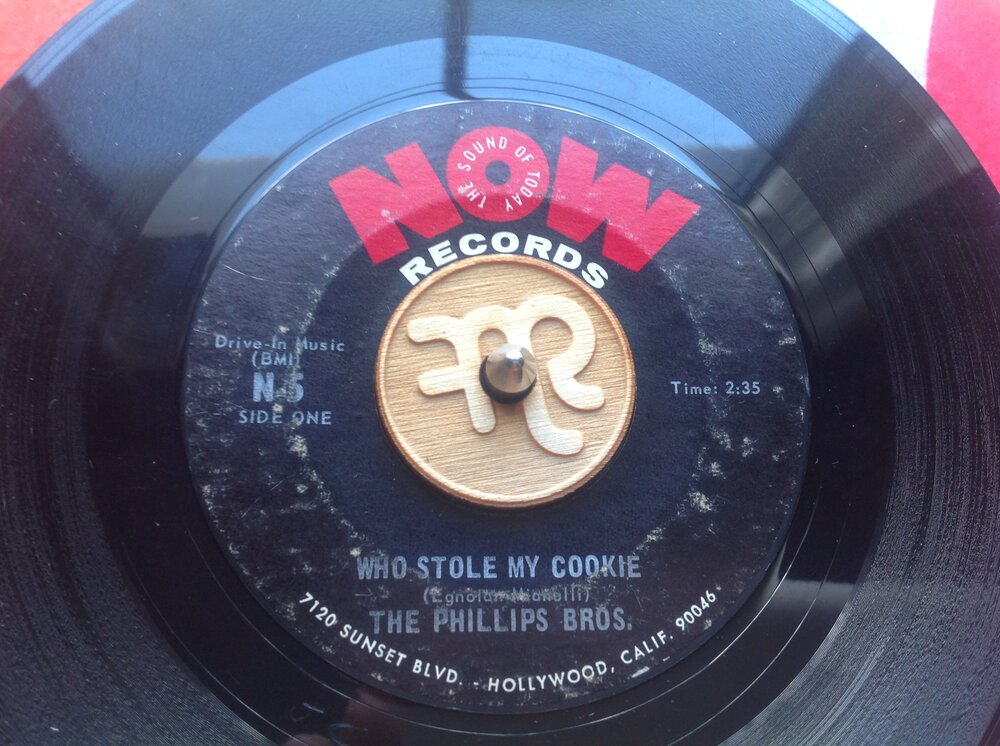 NOW
THE SOUND OF TODAY
RECORDS
Drive-In Music
(BMI)
N-5
SIDE ONE
Time: 2:35
WHO STOLE MY COOKIE
THE PHILLIPS BROS.
7120 SUNSET BLVD. - HOLLYWOOD, CALIF. 90046